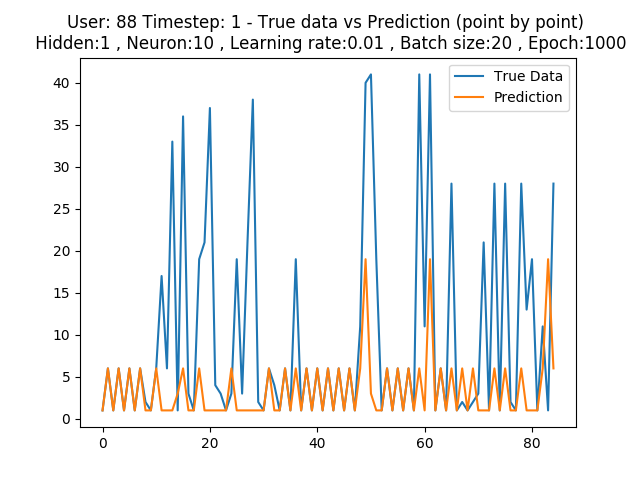 User: 88 Timestep: 1 - True data vs Prediction (point by point)
Hidden:1 , Neuron:10 , Learning rate:0.01 , Batch size:20 , Epoch:1000
True Data
Prediction
40
35
30
25
20
15
10
5
0
0 20 40 60 80